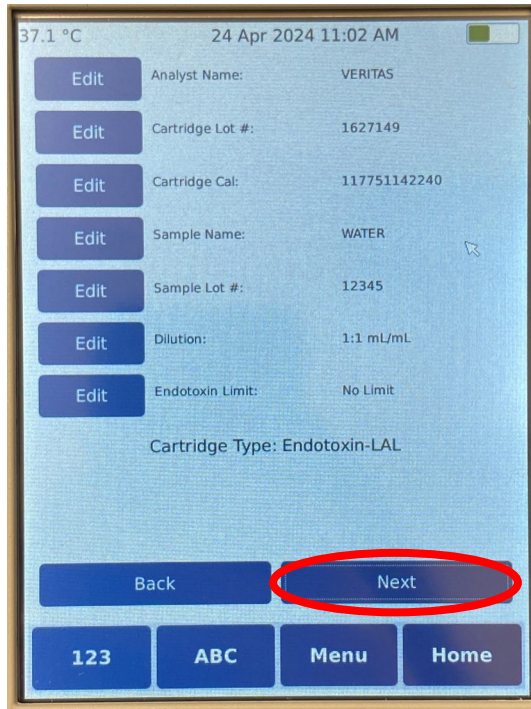 37.1 °C 24 Apr 2024 11:02 AM
Edit Analyst Name: VERITAS
Edit Cartridge Lot #: 1627149
Edit Cartridge Cal: 117751142240
Edit Sample Name: WATER
Edit Sample Lot #: 12345
Edit Dilution: 1:1 mL/mL
Edit Endotoxin Limit: No Limit
Cartridge Type: Endotoxin-LAL
Back Next
123 ABC Menu Home